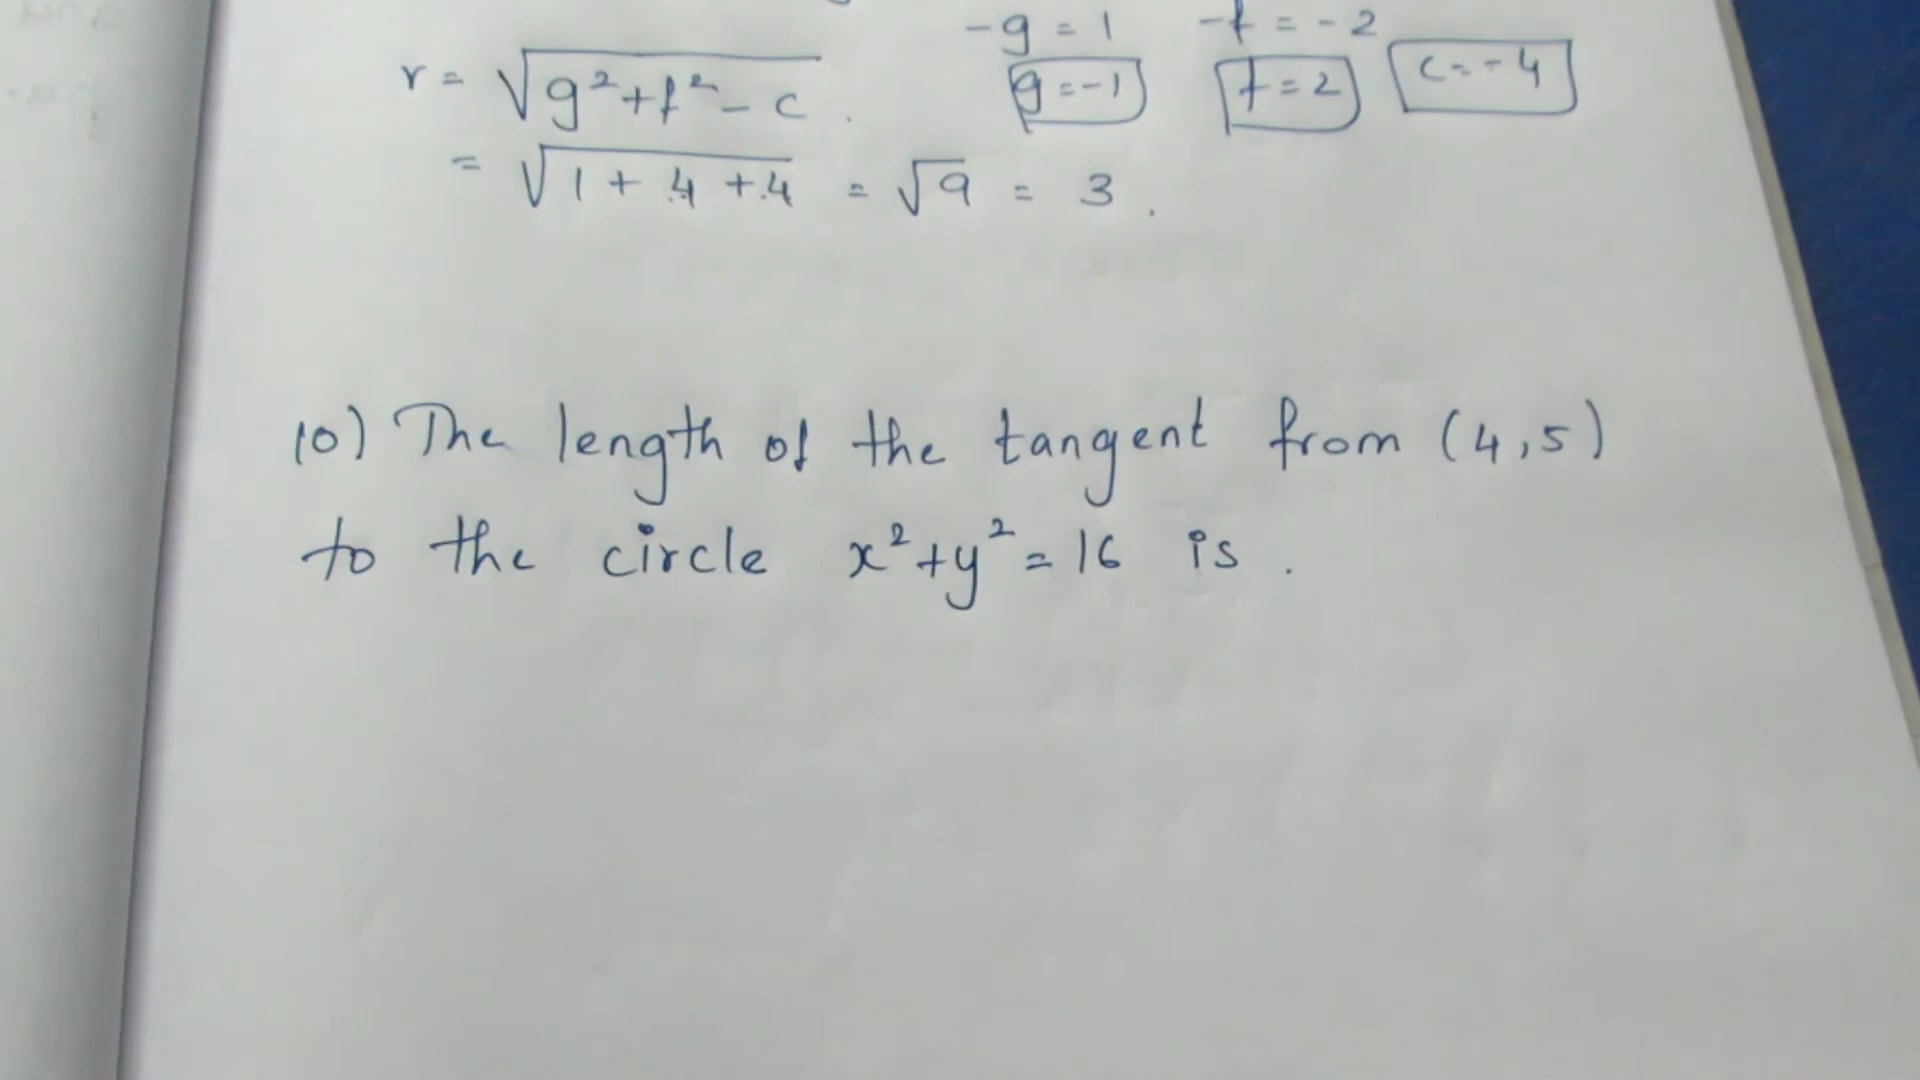 -g = 1 -f = -2
r = √g²+f²-c . g=-1 f=2 c=-4
= √1+4+4 = √9 = 3 .
10) The length of the tangent from (4,5)
to the circle x²+y²=16 is .